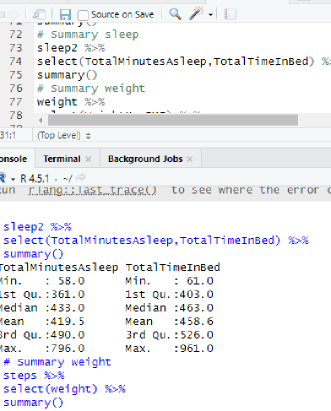 Source on Save
71 summary()
72 # Summary sleep
73 sleep2 %>%
74 select(TotalMinutesAsleep,TotalTimeInBed) %>
75 summary()
76 # Summary weight
77 weight %>%
78
31:1 (Top Level)
onsole Terminal Background Jobs
R 4.5.1 · ~/
run `rlang::last_trace()` to see where the error o
sleep2 %>%
select(TotalMinutesAsleep,TotalTimeInBed) %>%
summary()
TotalMinutesAsleep TotalTimeInBed
Min. : 58.0 Min. : 61.0
1st Qu.:361.0 1st Qu.:403.0
Median :433.0 Median :463.0
Mean :419.5 Mean :458.6
3rd Qu.:490.0 3rd Qu.:526.0
Max. :796.0 Max. :961.0
# Summary weight
steps %>%
select(weight) %>%
summary()